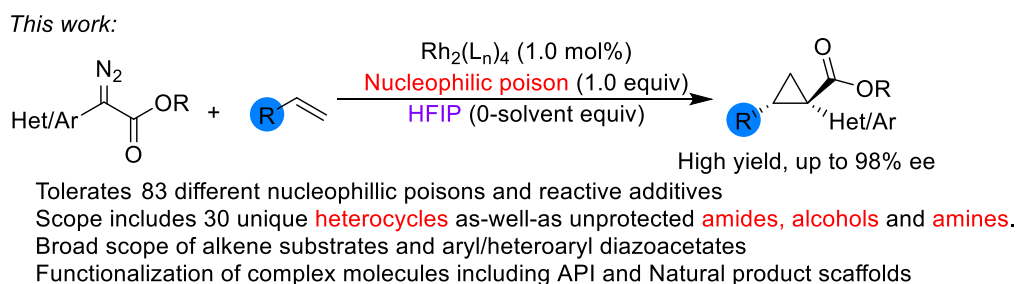 This work:
Rh2(Ln)4 (1.0 mol%)
Nucleophilic poison (1.0 equiv)
HFIP (0-solvent equiv)
N2
OR
Het/Ar
O
+
R
O
OR
R
Het/Ar
High yield, up to 98% ee
Tolerates 83 different nucleophillic poisons and reactive additives
Scope includes 30 unique heterocycles as-well-as unprotected amides, alcohols and amines.
Broad scope of alkene substrates and aryl/heteroaryl diazoacetates
Functionalization of complex molecules including API and Natural product scaffolds